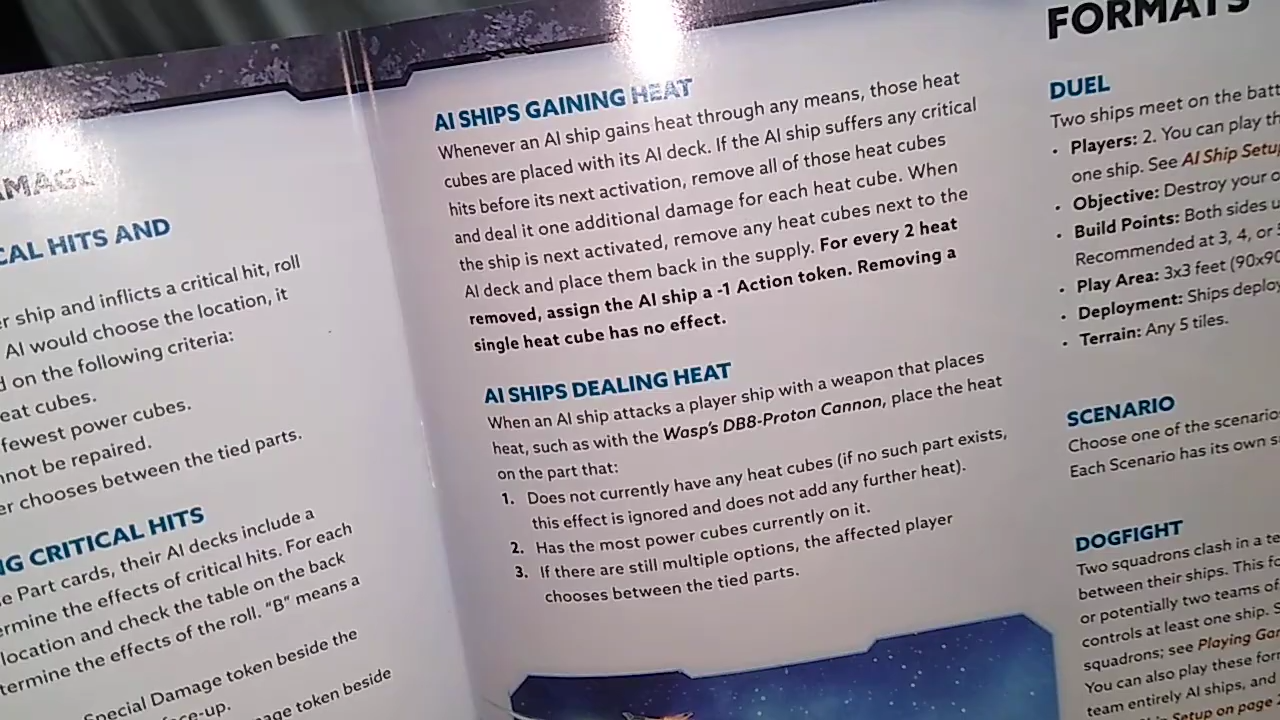 AMAGE
CAL HITS AND
er ship and inflicts a critical hit, roll
AI would choose the location, it
d on the following criteria:
eat cubes.
fewest power cubes.
nnot be repaired.
er chooses between the tied parts.
NG CRITICAL HITS
e Part cards, their AI decks include a
ermine the effects of critical hits. For each
location and check the table on the back
termine the effects of the roll. “B” means a
Special Damage token beside the
ce-up.
mage token beside
AI SHIPS GAINING HEAT
Whenever an AI ship gains heat through any means, those heat
cubes are placed with its AI deck. If the AI ship suffers any critical
hits before its next activation, remove all of those heat cubes
and deal it one additional damage for each heat cube. When
the ship is next activated, remove any heat cubes next to the
AI deck and place them back in the supply. For every 2 heat
removed, assign the AI ship a -1 Action token. Removing a
single heat cube has no effect.
AI SHIPS DEALING HEAT
When an AI ship attacks a player ship with a weapon that places
heat, such as with the Wasp’s DB8-Proton Cannon, place the heat
on the part that:
1. Does not currently have any heat cubes (if no such part exists,
this effect is ignored and does not add any further heat).
2. Has the most power cubes currently on it.
3. If there are still multiple options, the affected player
chooses between the tied parts.
FORMATS
DUEL
Two ships meet on the batt
• Players: 2. You can play th
one ship. See AI Ship Setup
• Objective: Destroy your o
• Build Points: Both sides u
Recommended at 3, 4, or 5
• Play Area: 3x3 feet (90x90
• Deployment: Ships deploy
• Terrain: Any 5 tiles.
SCENARIO
Choose one of the scenario
Each Scenario has its own s
DOGFIGHT
Two squadrons clash in a te
between their ships. This fo
or potentially two teams of
controls at least one ship. S
squadrons; see Playing Gam
You can also play these form
team entirely AI ships, and
Ship Setup on page